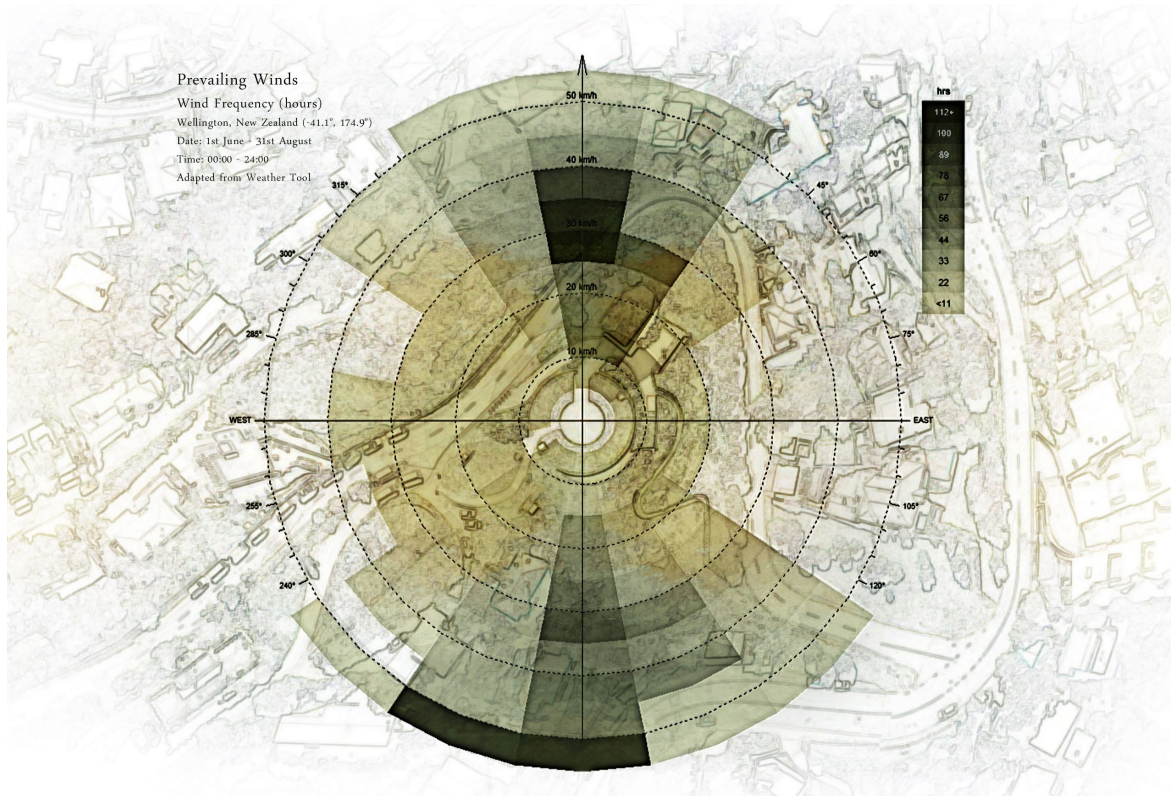 Prevailing Winds
Wind Frequency (hours)
Wellington, New Zealand (-41.1°, 174.9°)
Date: 1st June - 31st August
Time: 00:00 - 24:00
Adapted from Weather Tool
50 km/h
40 km/h
30 km/h
20 km/h
10 km/h
315°
300°
285°
WEST
255°
240°
45°
60°
75°
EAST
105°
120°
hrs
112+
100
89
78
67
56
44
33
22
<11